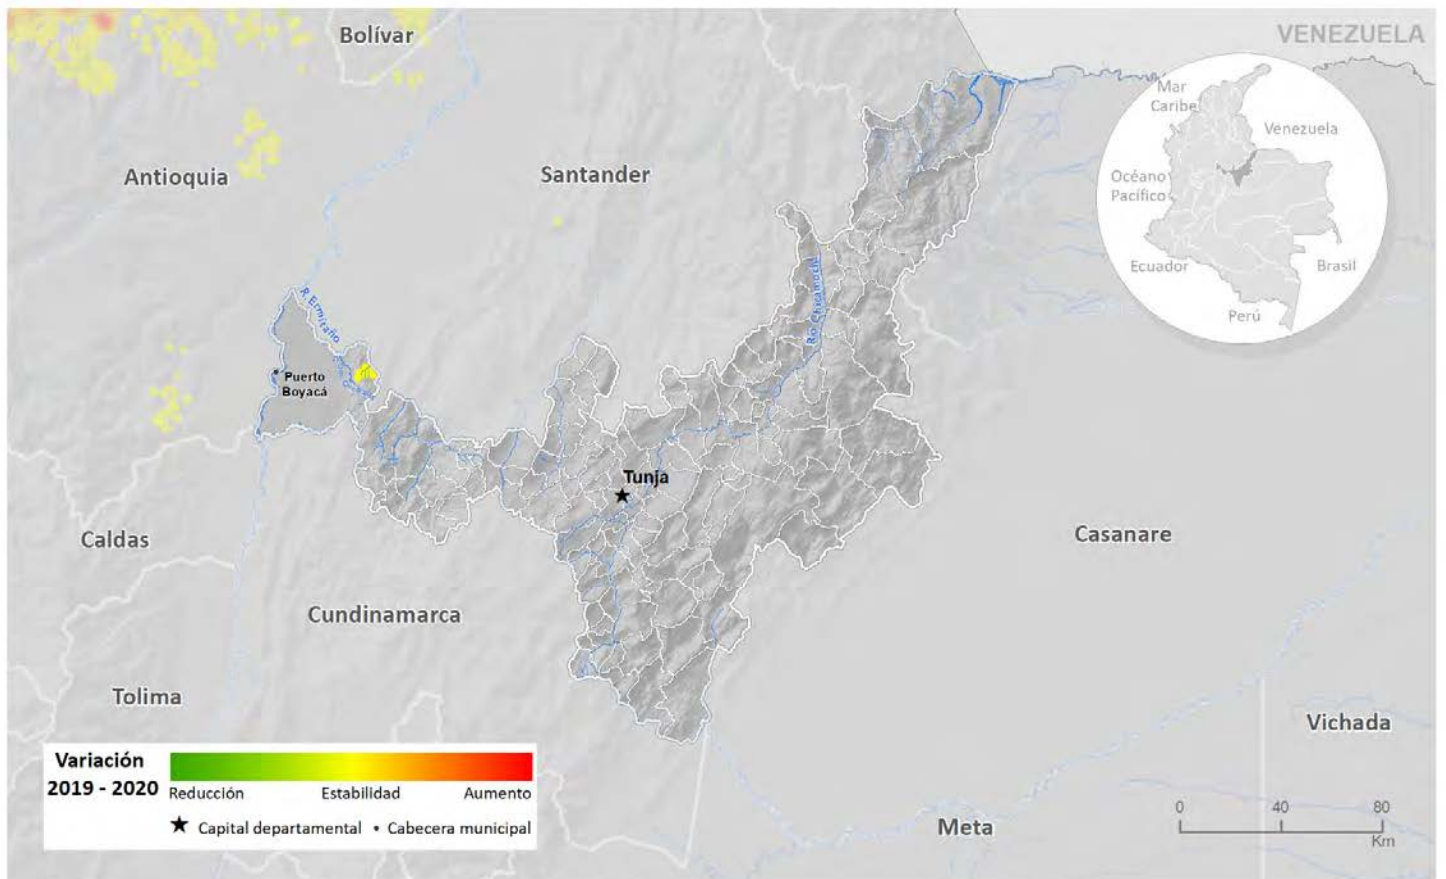 Bolívar
VENEZUELA
Mar
Caribe
Venezuela
Antioquia
Santander
Océano
Pacífico
Ecuador
Brasil
Perú
R. Ermitaño
Río Chicamocha
Puerto
Boyacá
Tunja
Caldas
Casanare
Cundinamarca
Tolima
Vichada
Variación
2019 - 2020
Reducción
Estabilidad
Aumento
Capital departamental
Cabecera municipal
Meta
0
40
80
Km